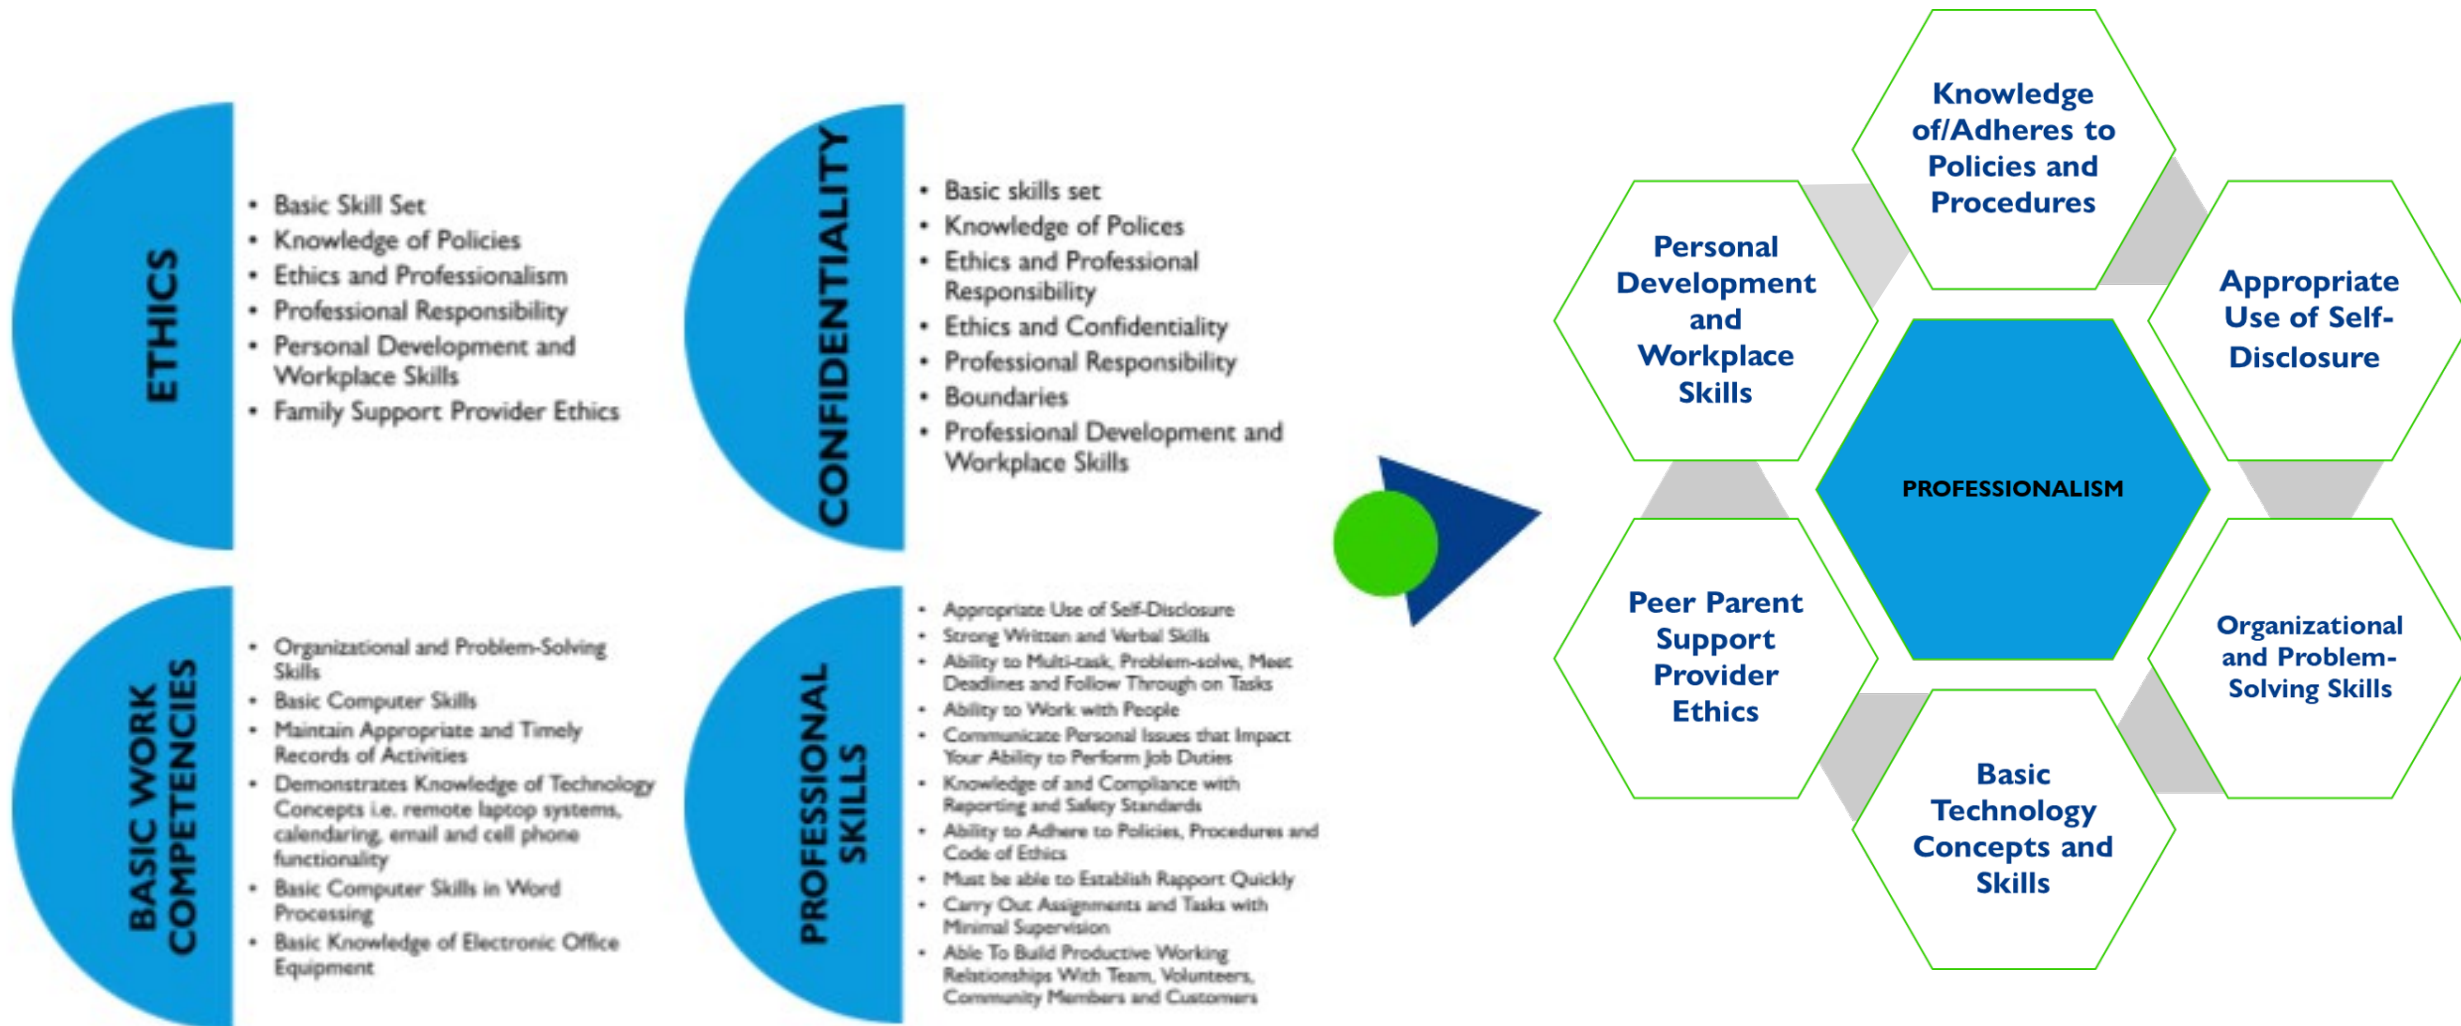 ETHICS
• Basic Skill Set
• Knowledge of Policies
• Ethics and Professionalism
• Professional Responsibility
• Personal Development and
Workplace Skills
• Family Support Provider Ethics
CONFIDENTIALITY
• Basic skills set
• Knowledge of Polices
• Ethics and Professional
Responsibility
• Ethics and Confidentiality
• Professional Responsibility
• Boundaries
• Professional Development and
Workplace Skills
BASIC WORK
COMPETENCIES
• Organizational and Problem-Solving
Skills
• Basic Computer Skills
• Maintain Appropriate and Timely
Records of Activities
• Demonstrates Knowledge of Technology
Concepts i.e. remote laptop systems,
calendaring, email and cell phone
functionality
• Basic Computer Skills in Word
Processing
• Basic Knowledge of Electronic Office
Equipment
PROFESSIONAL
SKILLS
• Appropriate Use of Self-Disclosure
• Strong Written and Verbal Skills
• Ability to Multi-task, Problem-solve, Meet
Deadlines and Follow Through on Tasks
• Ability to Work with People
• Communicate Personal Issues that Impact
Your Ability to Perform Job Duties
• Knowledge of and Compliance with
Reporting and Safety Standards
• Ability to Adhere to Policies, Procedures and
Code of Ethics
• Must be able to Establish Rapport Quickly
• Carry Out Assignments and Tasks with
Minimal Supervision
• Able To Build Productive Working
Relationships With Team, Volunteers,
Community Members and Customers
PROFESSIONALISM
Knowledge
of/Adheres to
Policies and
Procedures
Appropriate
Use of Self-
Disclosure
Organizational
and Problem-
Solving Skills
Basic
Technology
Concepts and
Skills
Peer Parent
Support
Provider
Ethics
Personal
Development
and
Workplace
Skills